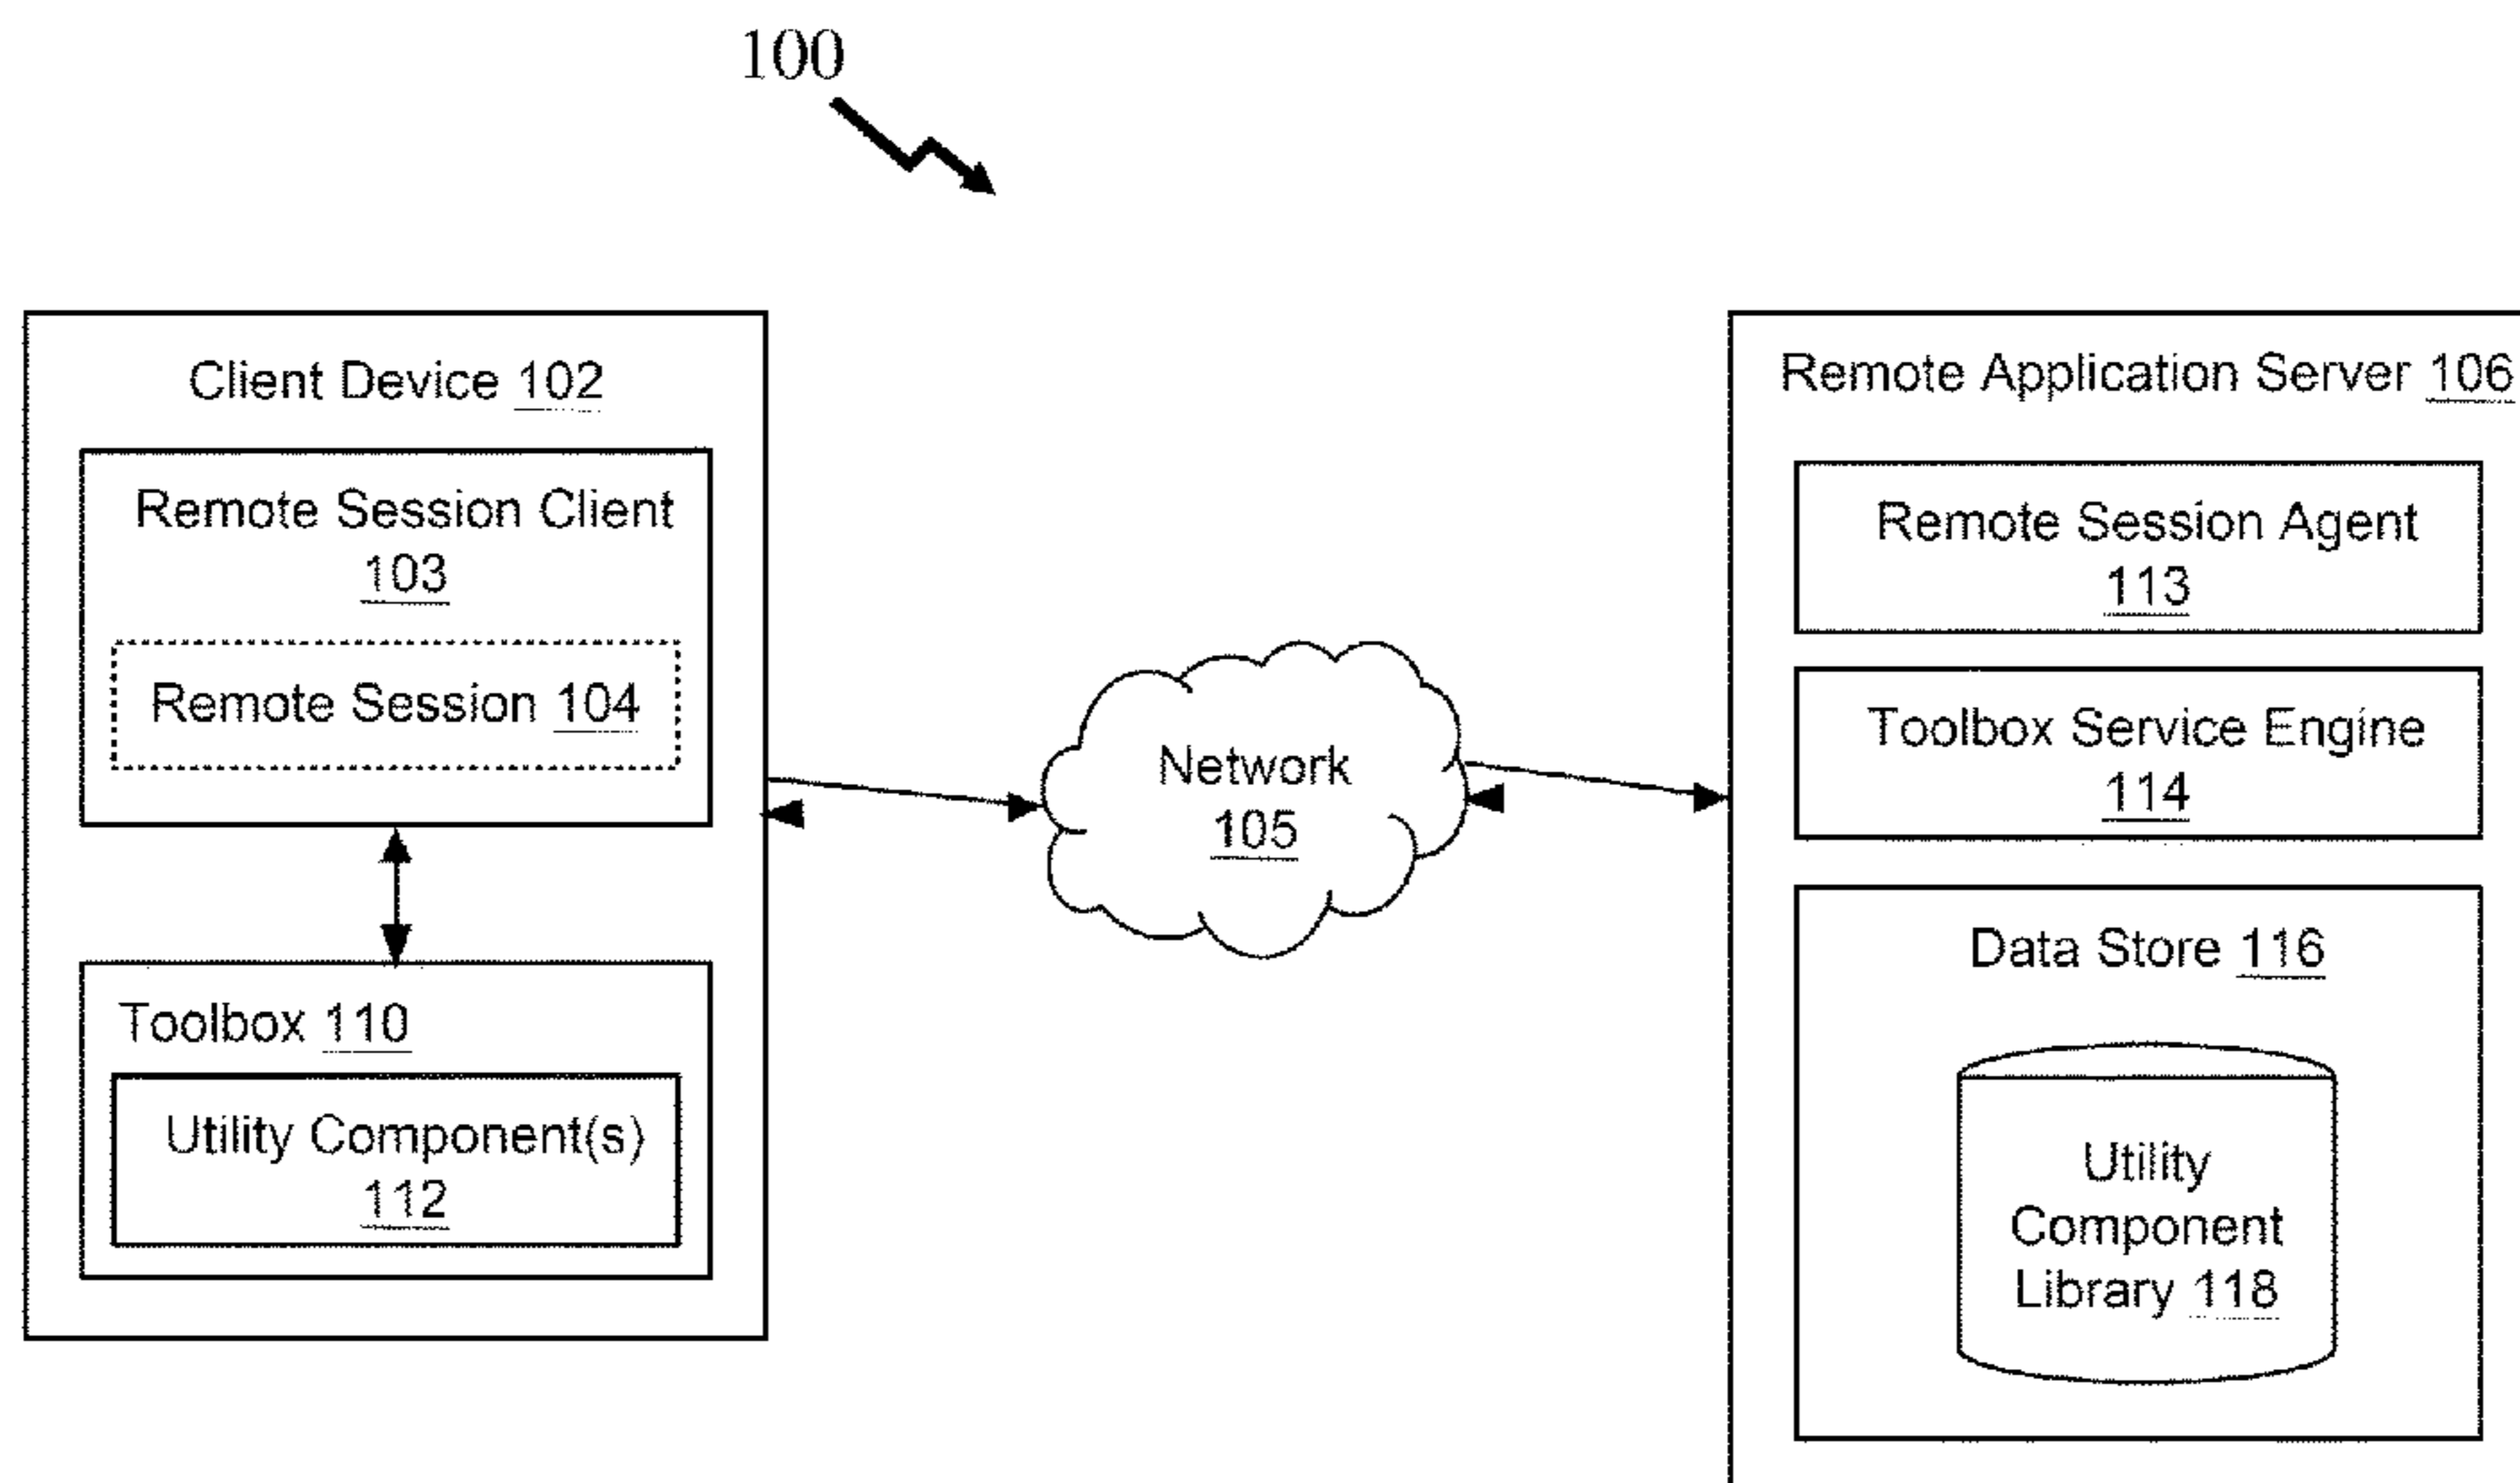 100
Client Device 102
Remote Session Client
103
Remote Session 104
Toolbox 110
Utility Component(s)
112
Network
105
Remote Application Server 106
Remote Session Agent
113
Toolbox Service Engine
114
Data Store 116
Utility
Component
Library 118